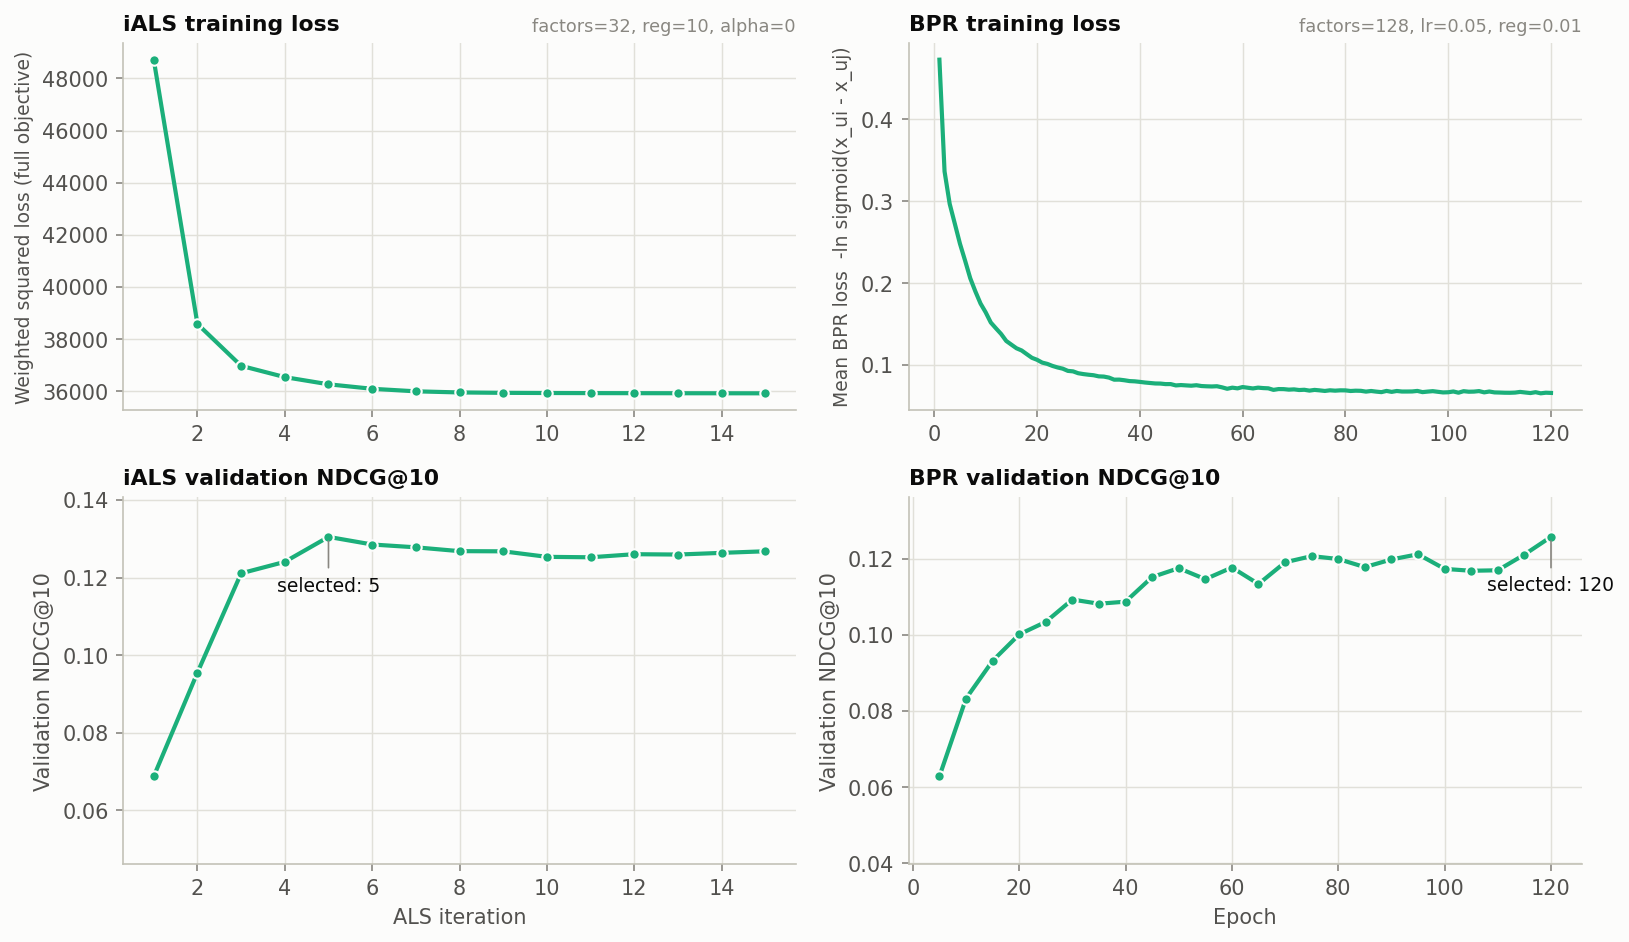 iALS training loss
factors=32, reg=10, alpha=0
Weighted squared loss (full objective)
48000
46000
44000
42000
40000
38000
36000
2 4 6 8 10 12 14
BPR training loss
factors=128, lr=0.05, reg=0.01
Mean BPR loss -ln sigmoid(x_ui - x_uj)
0.4
0.3
0.2
0.1
0 20 40 60 80 100 120
iALS validation NDCG@10
Validation NDCG@10
0.14
0.12
0.10
0.08
0.06
selected: 5
2 4 6 8 10 12 14
ALS iteration
BPR validation NDCG@10
Validation NDCG@10
0.12
0.10
0.08
0.06
0.04
selected: 120
0 20 40 60 80 100 120
Epoch